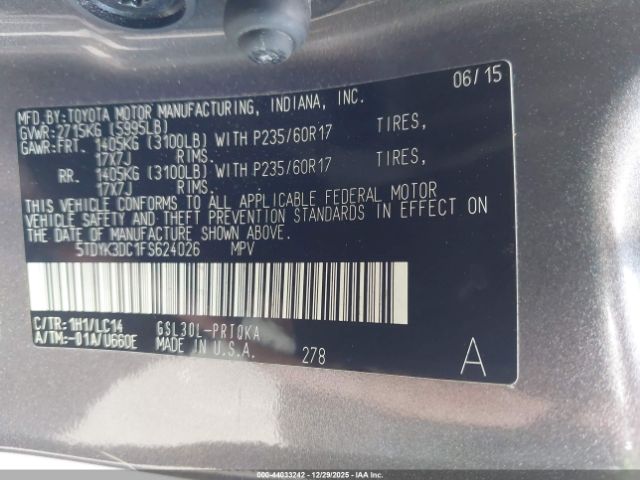 06/15
MFD.BY:TOYOTA MOTOR MANUFACTURING, INDIANA, INC.
GVWR:2715KG (5995LB)
GAWR:FRT. 1405KG (3100LB) WITH P235/60R17 TIRES,
17X7J RIMS.
RR. 1405KG (3100LB) WITH P235/60R17 TIRES,
17X7J RIMS.
THIS VEHICLE CONFORMS TO ALL APPLICABLE FEDERAL MOTOR
VEHICLE SAFETY AND THEFT PREVENTION STANDARDS IN EFFECT ON
THE DATE OF MANUFACTURE SHOWN ABOVE.
5TDYK3DC1FS624026 MPV
C/TR:1H1/LC14 GSL30L-PRTQKA
A/TM:-01A/U660E MADE IN U.S.A. 278 A
000-44033242 - 12/29/2025 - IAA Inc.